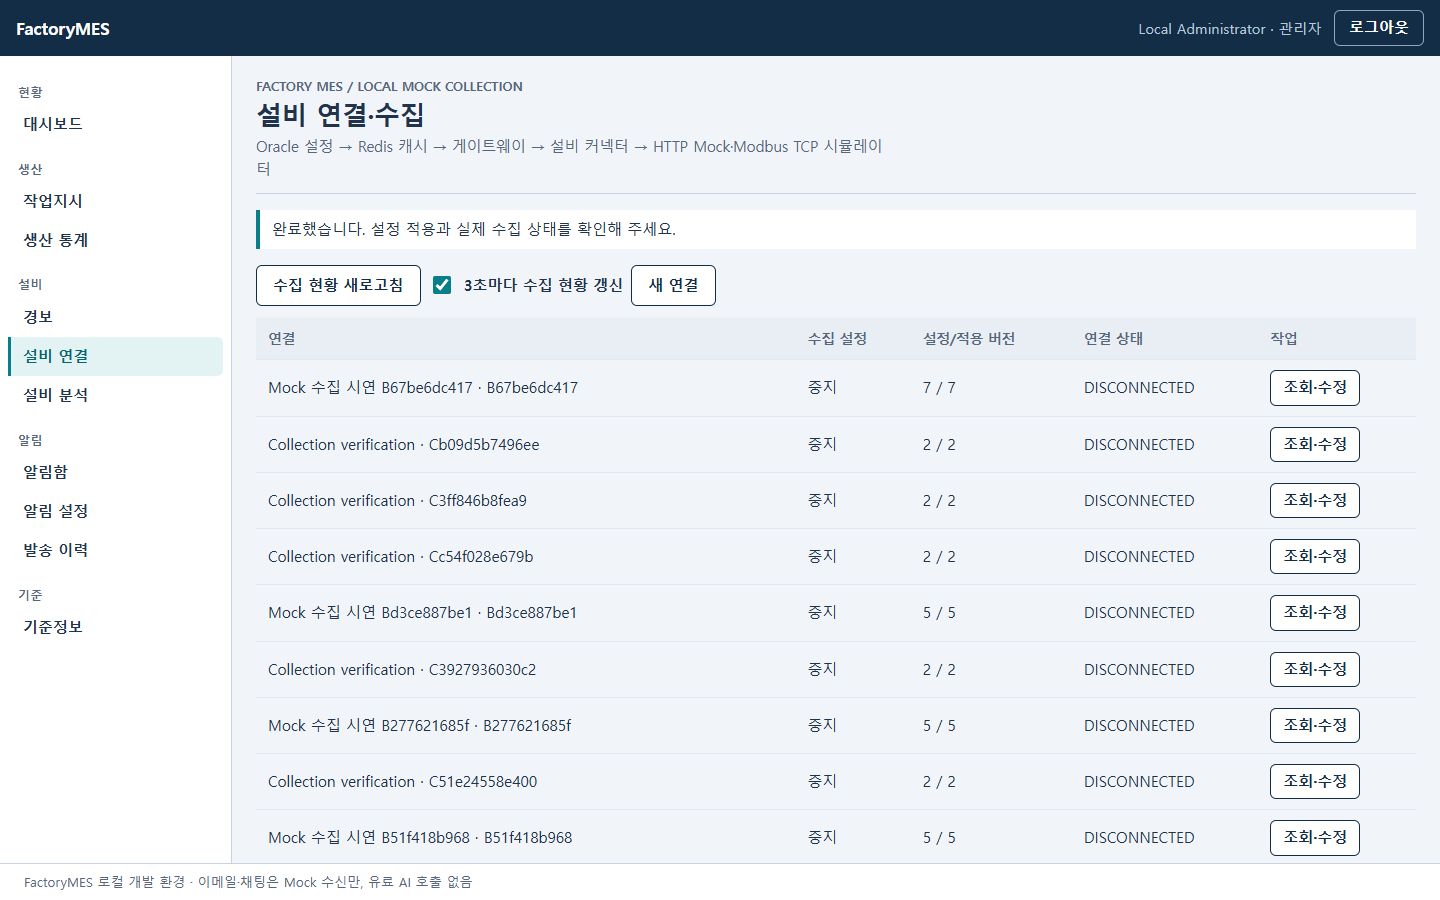 FactoryMES
Local Administrator · 관리자
로그아웃
현황
대시보드
생산
작업지시
생산 통계
설비
경보
설비 연결
설비 분석
알림
알림함
알림 설정
발송 이력
기준
기준정보
FACTORY MES / LOCAL MOCK COLLECTION
설비 연결·수집
Oracle 설정 → Redis 캐시 → 게이트웨이 → 설비 커넥터 → HTTP Mock·Modbus TCP 시뮬레이
터
완료했습니다. 설정 적용과 실제 수집 상태를 확인해 주세요.
수집 현황 새로고침 3초마다 수집 현황 갱신 새 연결
연결 수집 설정 설정/적용 버전 연결 상태 작업
Mock 수집 시연 B67be6dc417 · B67be6dc417 중지 7 / 7 DISCONNECTED 조회·수정
Collection verification · Cb09d5b7496ee 중지 2 / 2 DISCONNECTED 조회·수정
Collection verification · C3ff846b8fea9 중지 2 / 2 DISCONNECTED 조회·수정
Collection verification · Cc54f028e679b 중지 2 / 2 DISCONNECTED 조회·수정
Mock 수집 시연 Bd3ce887be1 · Bd3ce887be1 중지 5 / 5 DISCONNECTED 조회·수정
Collection verification · C3927936030c2 중지 2 / 2 DISCONNECTED 조회·수정
Mock 수집 시연 B277621685f · B277621685f 중지 5 / 5 DISCONNECTED 조회·수정
Collection verification · C51e24558e400 중지 2 / 2 DISCONNECTED 조회·수정
Mock 수집 시연 B51f418b968 · B51f418b968 중지 5 / 5 DISCONNECTED 조회·수정
FactoryMES 로컬 개발 환경 · 이메일·채팅은 Mock 수신만, 유료 AI 호출 없음